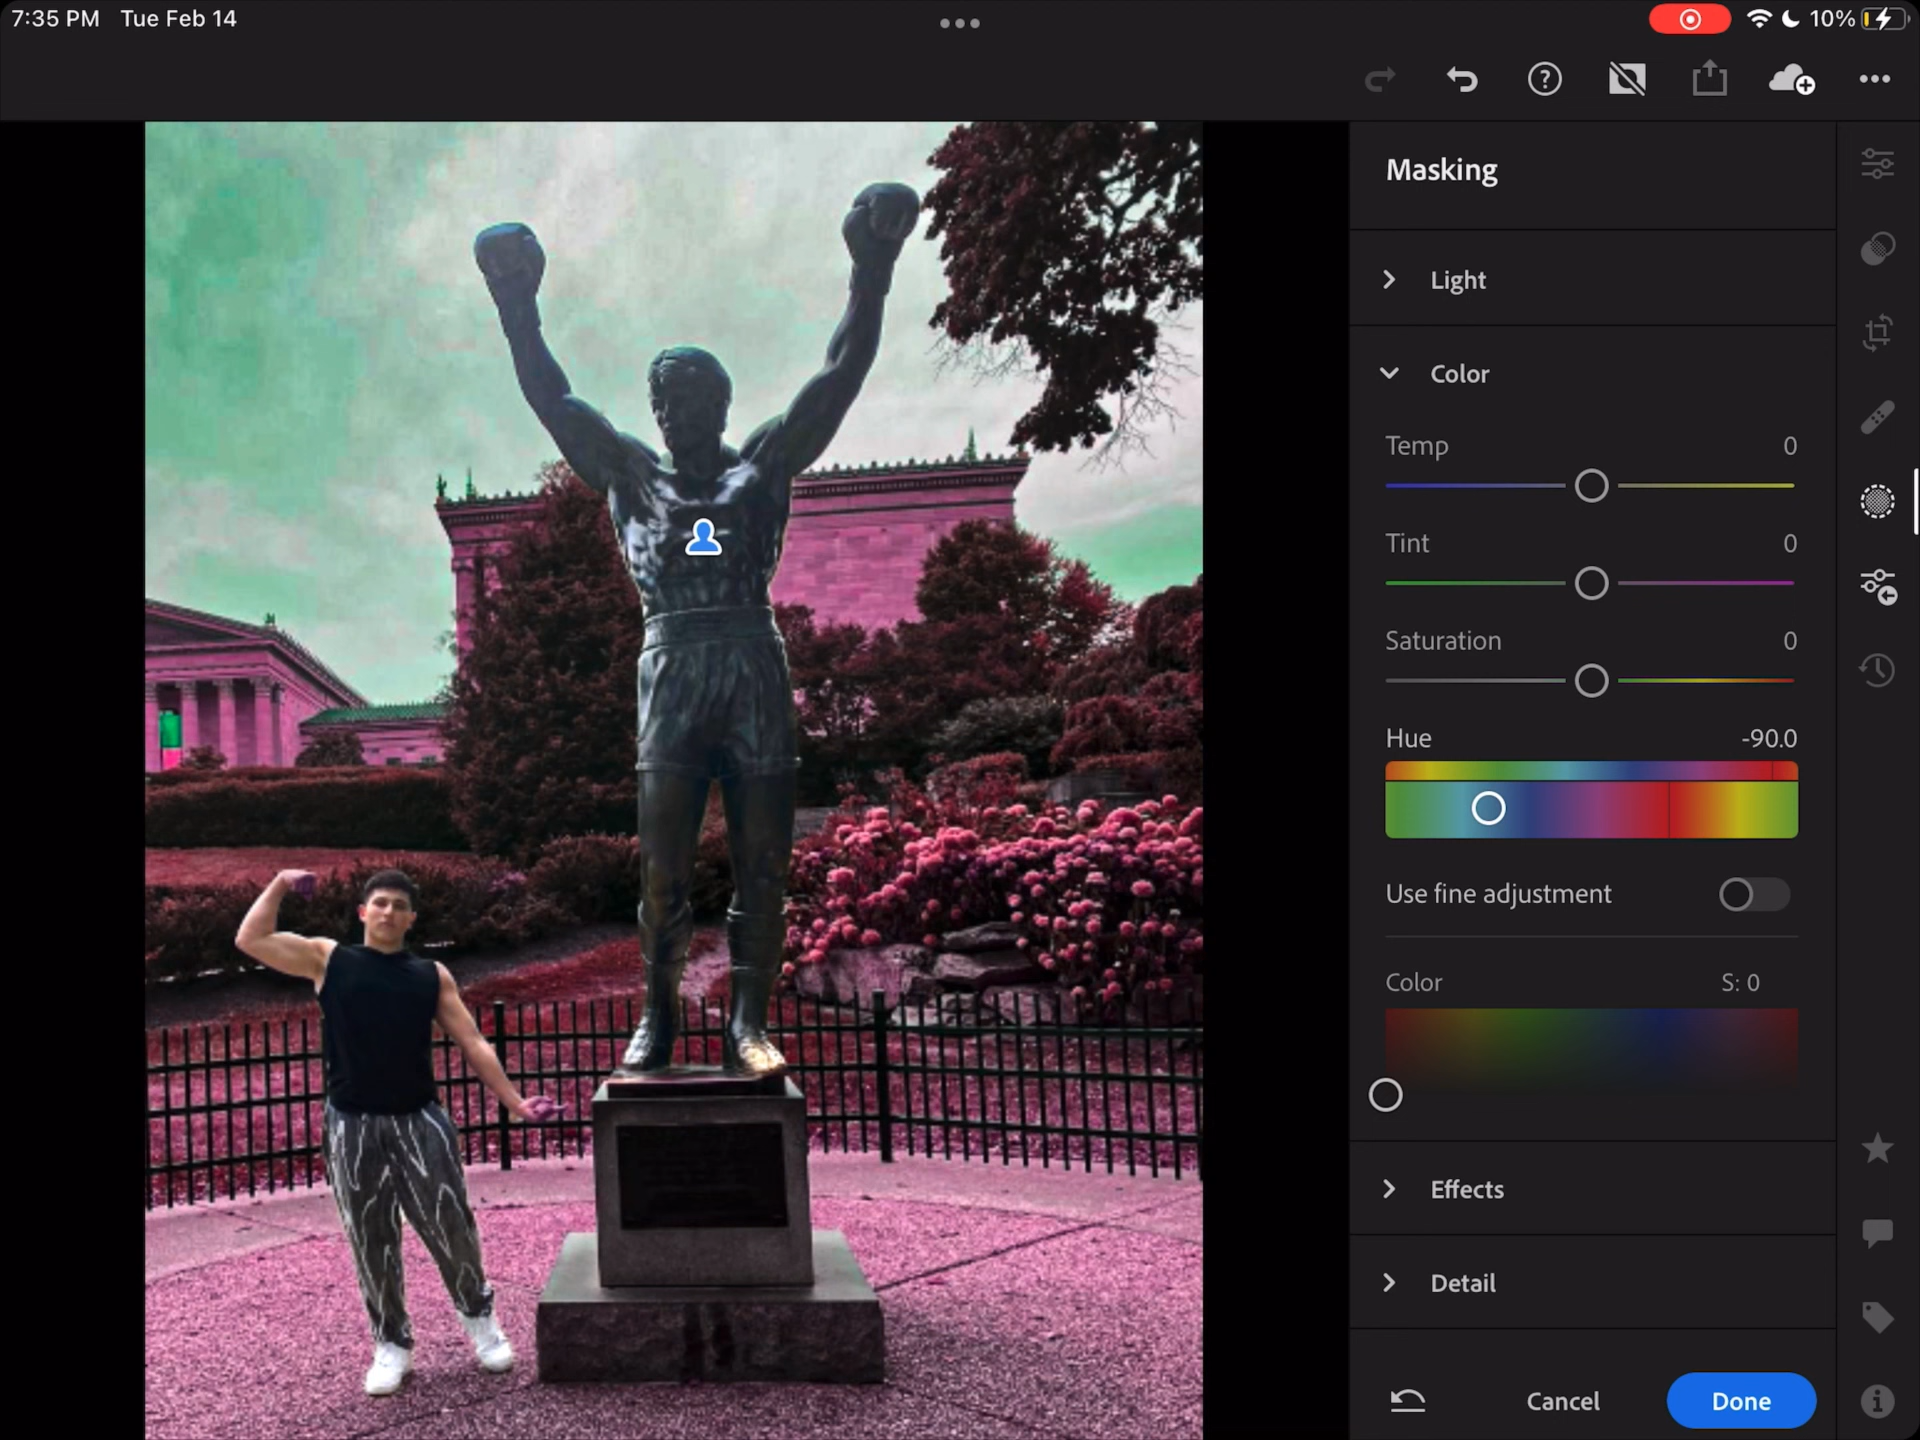 7:35 PM Tue Feb 14
10%
Masking
Light
Color
Temp 0
Tint 0
Saturation 0
Hue -90.0
Use fine adjustment
Color S: 0
Effects
Detail
Cancel Done